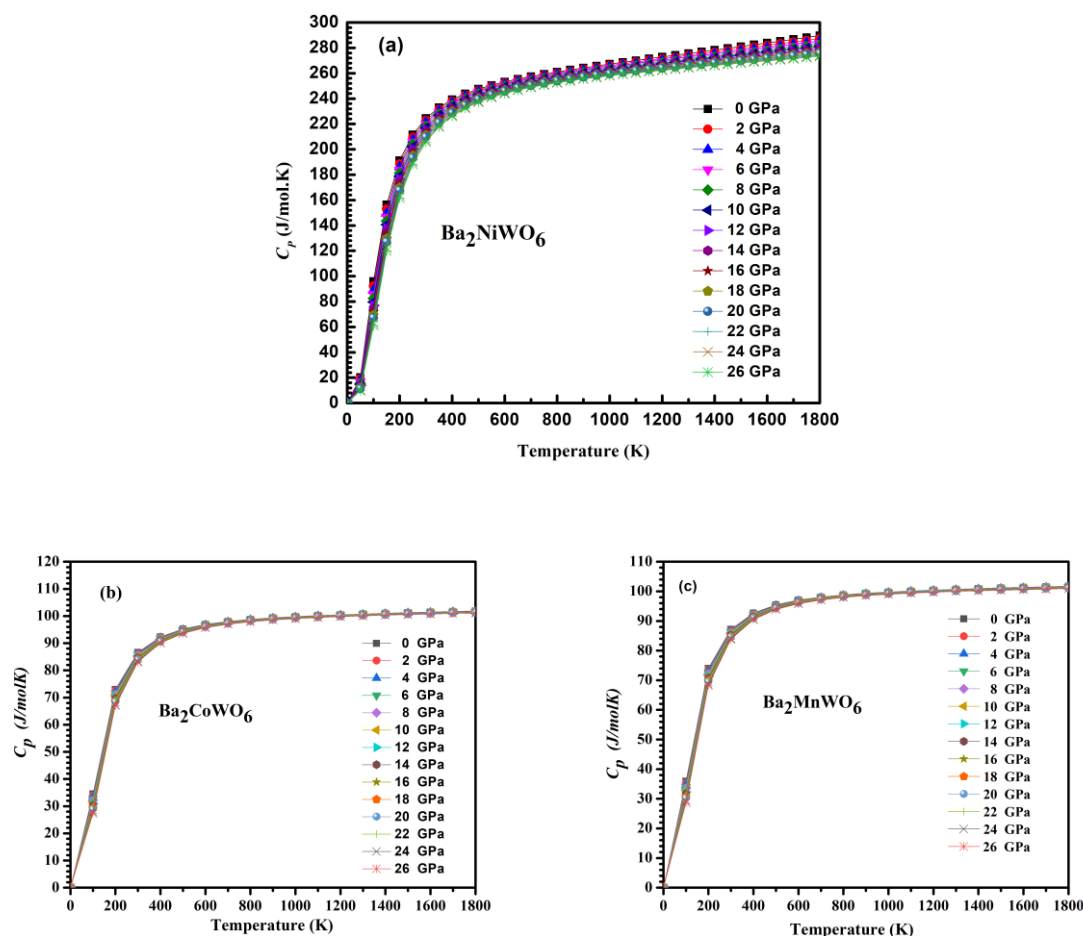 (a)
300
280
260
240
220
200
180
160
140
120
100
80
60
40
20
0
C_p (J/mol.K)
Ba2NiWO6
0 GPa
2 GPa
4 GPa
6 GPa
8 GPa
10 GPa
12 GPa
14 GPa
16 GPa
18 GPa
20 GPa
22 GPa
24 GPa
26 GPa
0 200 400 600 800 1000 1200 1400 1600 1800
Temperature (K)
(b)
120
110
100
90
80
70
60
50
40
30
20
10
0
C_p (J/molK)
Ba2CoWO6
0 GPa
2 GPa
4 GPa
6 GPa
8 GPa
10 GPa
12 GPa
14 GPa
16 GPa
18 GPa
20 GPa
22 GPa
24 GPa
26 GPa
0 200 400 600 800 1000 1200 1400 1600 1800
Temperature (K)
(c)
110
100
90
80
70
60
50
40
30
20
10
0
C_p (J/molK)
Ba2MnWO6
0 GPa
2 GPa
4 GPa
6 GPa
8 GPa
10 GPa
12 GPa
14 GPa
16 GPa
18 GPa
20 GPa
22 GPa
24 GPa
26 GPa
0 200 400 600 800 1000 1200 1400 1600 1800
Temperature (K)